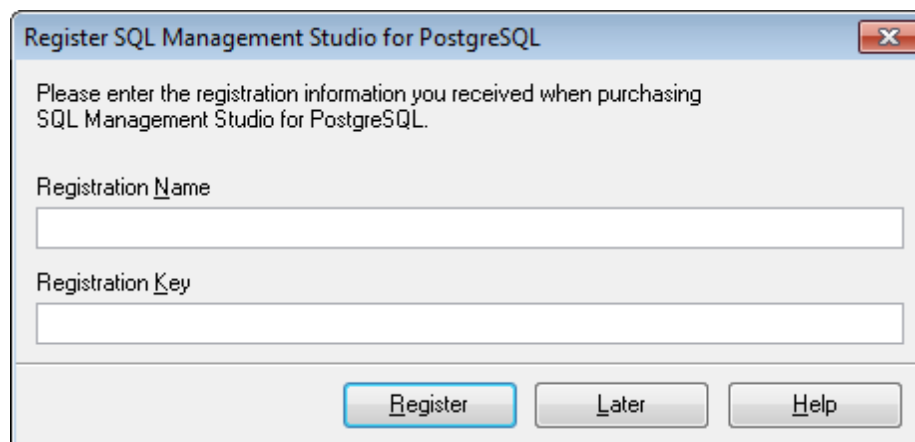 Register SQL Management Studio for PostgreSQL
Please enter the registration information you received when purchasing
SQL Management Studio for PostgreSQL.
Registration Name
Registration Key
Register
Later
Help